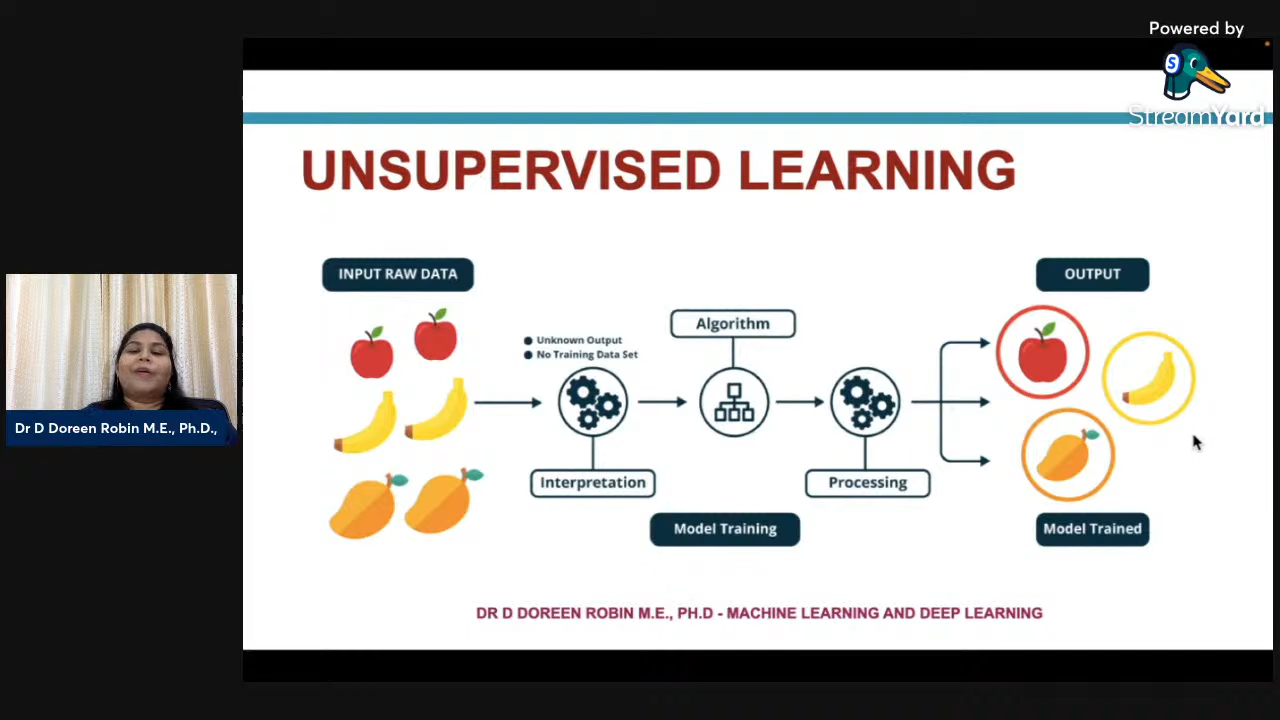 Powered by
S
StreamYard
UNSUPERVISED LEARNING
INPUT RAW DATA
OUTPUT
Algorithm
Unknown Output
No Training Data Set
Interpretation
Processing
Model Training
Model Trained
Dr D Doreen Robin M.E., Ph.D.,
DR D DOREEN ROBIN M.E., PH.D - MACHINE LEARNING AND DEEP LEARNING